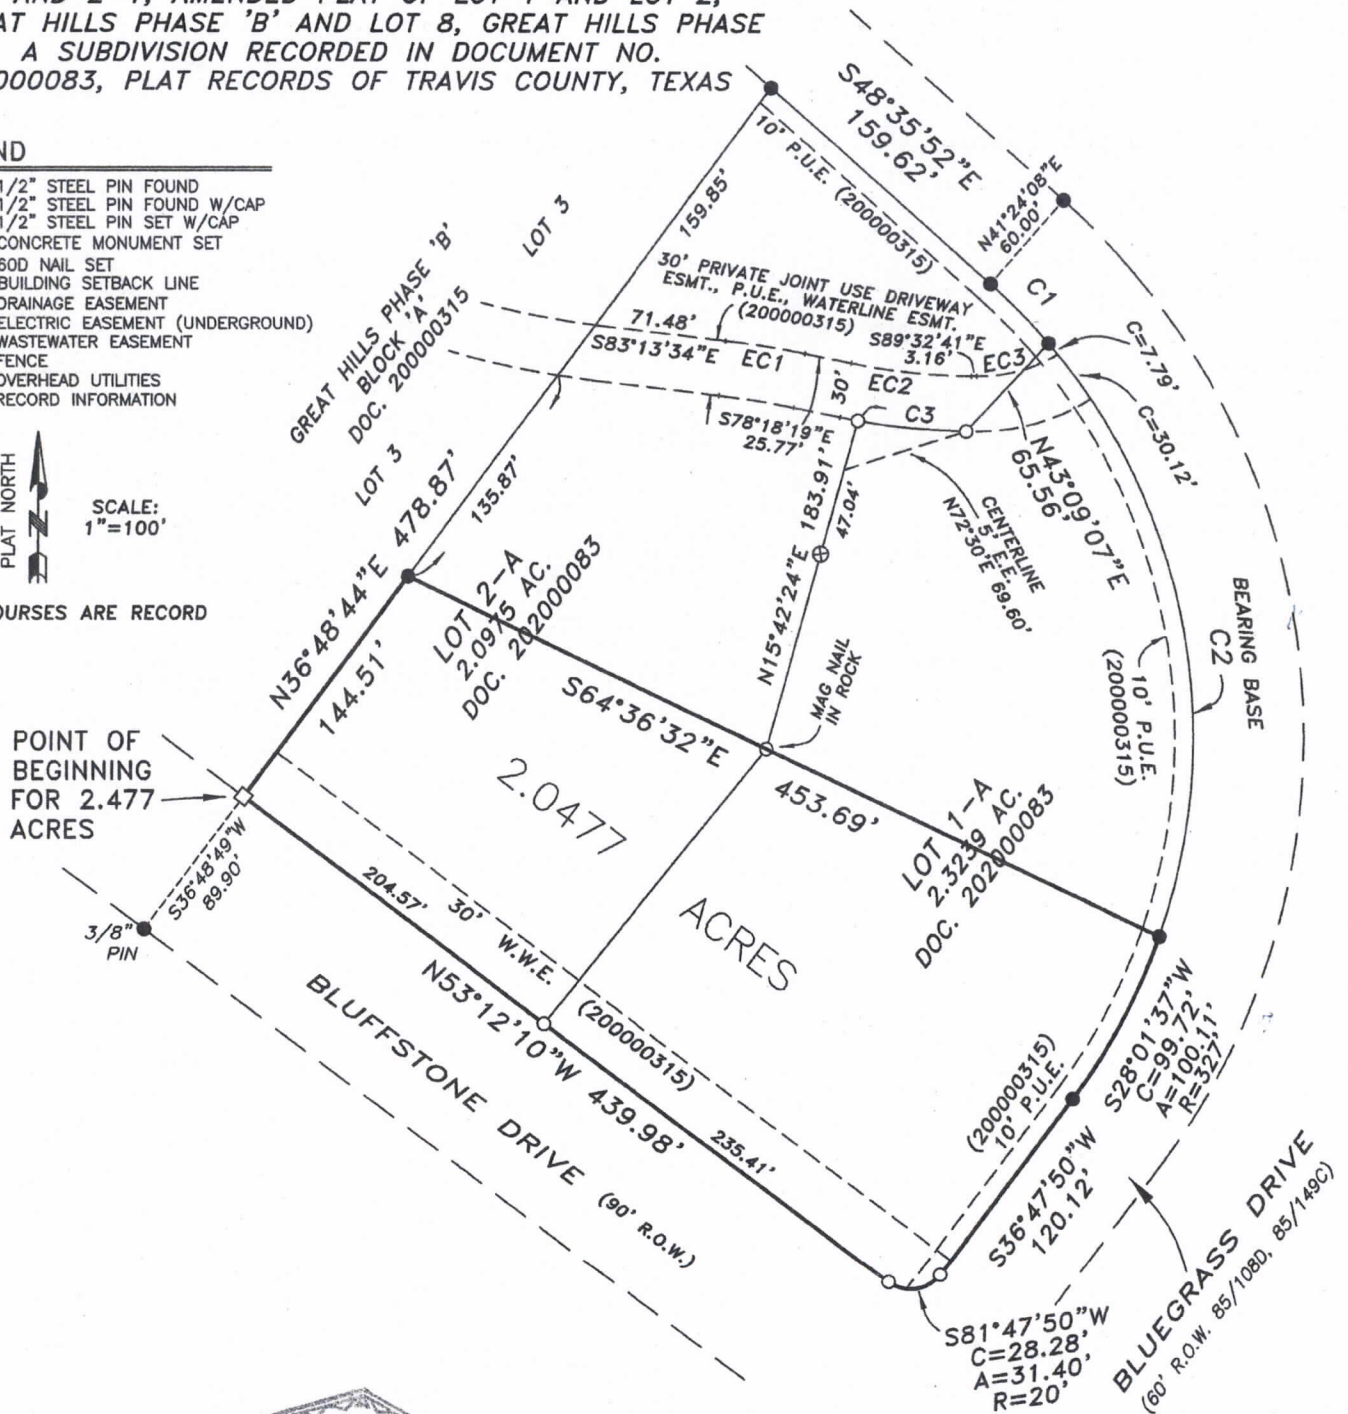 AND 2-1, AMENDED PLAT OF LOT 1 AND LOT 2,
AT HILLS PHASE 'B' AND LOT 8, GREAT HILLS PHASE
A SUBDIVISION RECORDED IN DOCUMENT NO.
000083, PLAT RECORDS OF TRAVIS COUNTY, TEXAS
ND
1/2" STEEL PIN FOUND
1/2" STEEL PIN FOUND W/CAP
1/2" STEEL PIN SET W/CAP
CONCRETE MONUMENT SET
60D NAIL SET
BUILDING SETBACK LINE
DRAINAGE EASEMENT
ELECTRIC EASEMENT (UNDERGROUND)
WASTEWATER EASEMENT
FENCE
OVERHEAD UTILITIES
RECORD INFORMATION
PLAT NORTH
N
SCALE:
1"=100'
OURSES ARE RECORD
S48°35'52"E
159.62'
10' P.U.E. (200000315)
159.85'
LOT 3
N41°24'08"E
60.00'
C1
C=7.79'
C=30.12'
30' PRIVATE JOINT USE DRIVEWAY
ESMT., P.U.E., WATERLINE ESMT.
(200000315)
71.48'
S83°13'34"E
EC1
S89°32'41"E
3.16'
EC3
EC2
30'
C3
S78°18'19"E
25.77'
GREAT HILLS PHASE 'B'
BLOCK 'A'
DOC. 200000315
LOT 3
135.87'
N36°48'44"E 478.87'
144.51'
N43°09'07"E
65.56'
CENTERLINE
5' E.E.
N72°30'E 69.60'
N15°42'24"E 183.91'
47.04'
LOT 2-A
2.0975 AC.
DOC. 202000083
MAG NAIL
IN ROCK
BEARING BASE
C2
10' P.U.E.
(200000315)
S64°36'32"E
453.69'
POINT OF
BEGINNING
FOR 2.477
ACRES
2.0477
ACRES
LOT 1-A
2.3239 AC.
DOC. 202000083
S36°48'49"W
89.90'
3/8"
PIN
204.57'
30' W.W.E.
(200000315)
N53°12'10"W 439.98'
235.41'
BLUFFSTONE DRIVE (90' R.O.W.)
(200000315)
10' P.U.E.
S28°01'37"W
C=99.72'
A=100.11'
R=327'
S36°47'50"W
120.12'
S81°47'50"W
C=28.28'
A=31.40'
R=20'
BLUEGRASS DRIVE
(60' R.O.W. 85/108D, 85/149C)